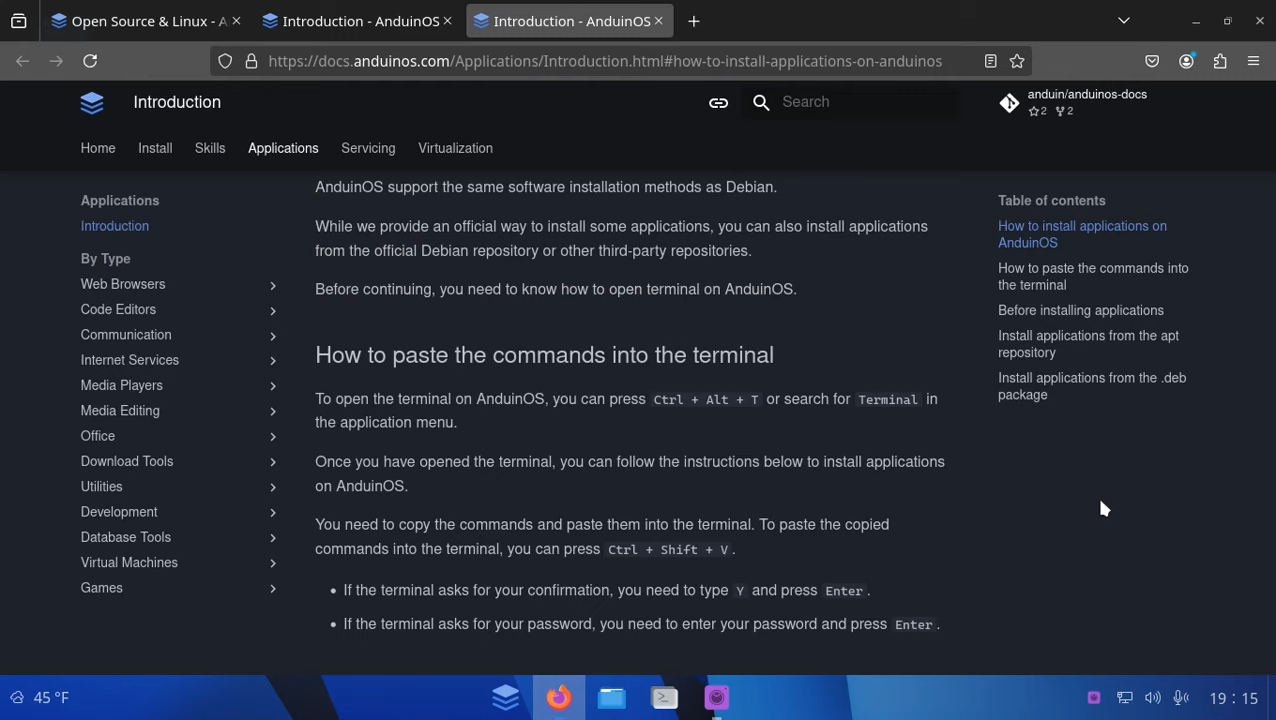 Open Source & Linux - A
Introduction - AnduinOS
Introduction - AnduinOS
https://docs.anduinos.com/Applications/Introduction.html#how-to-install-applications-on-anduinos
Introduction
Search
anduin/anduinos-docs
2 2
Home Install Skills Applications Servicing Virtualization
Applications
Introduction
By Type
Web Browsers
Code Editors
Communication
Internet Services
Media Players
Media Editing
Office
Download Tools
Utilities
Development
Database Tools
Virtual Machines
Games
AnduinOS support the same software installation methods as Debian.
While we provide an official way to install some applications, you can also install applications
from the official Debian repository or other third-party repositories.
Before continuing, you need to know how to open terminal on AnduinOS.
How to paste the commands into the terminal
To open the terminal on AnduinOS, you can press Ctrl + Alt + T or search for Terminal in
the application menu.
Once you have opened the terminal, you can follow the instructions below to install applications
on AnduinOS.
You need to copy the commands and paste them into the terminal. To paste the copied
commands into the terminal, you can press Ctrl + Shift + V.
• If the terminal asks for your confirmation, you need to type Y and press Enter.
• If the terminal asks for your password, you need to enter your password and press Enter.
Table of contents
How to install applications on
AnduinOS
How to paste the commands into
the terminal
Before installing applications
Install applications from the apt
repository
Install applications from the .deb
package
45 °F
19 : 15